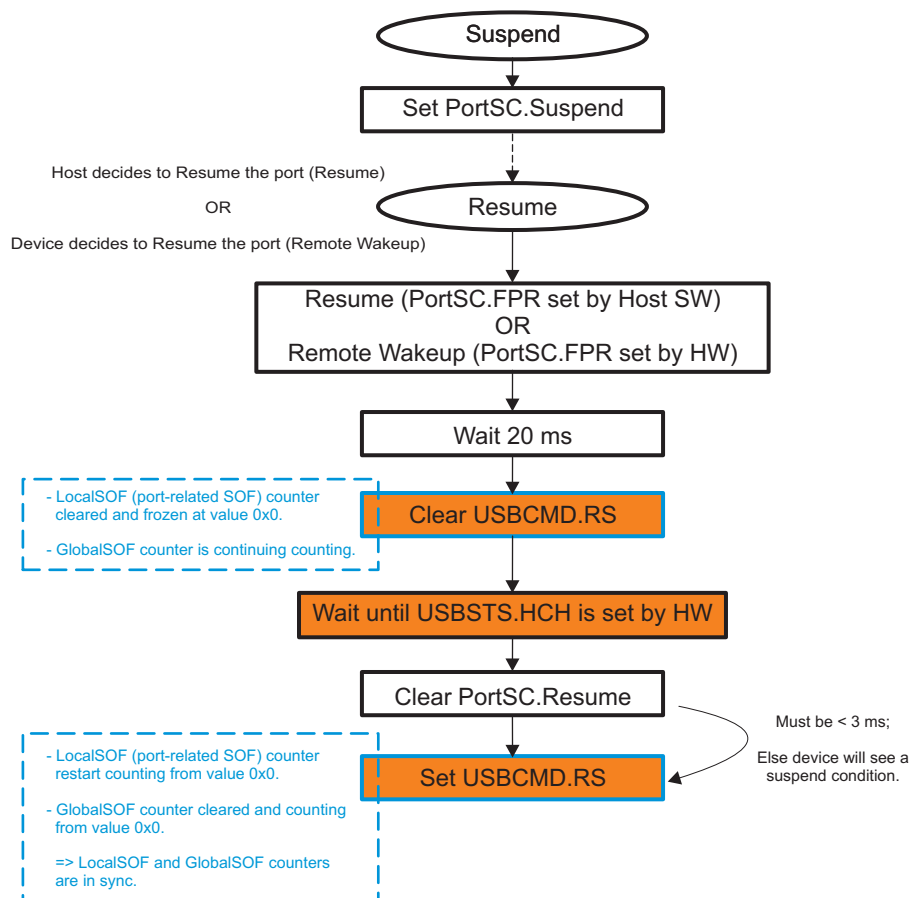 Suspend
Set PortSC.Suspend
Host decides to Resume the port (Resume)
OR
Device decides to Resume the port (Remote Wakeup)
Resume
Resume (PortSC.FPR set by Host SW)
OR
Remote Wakeup (PortSC.FPR set by HW)
Wait 20 ms
- LocalSOF (port-related SOF) counter
cleared and frozen at value 0x0.
- GlobalSOF counter is continuing counting.
Clear USBCMD.RS
Wait until USBSTS.HCH is set by HW
Clear PortSC.Resume
Must be < 3 ms;
Else device will see a
suspend condition.
- LocalSOF (port-related SOF) counter
restart counting from value 0x0.
- GlobalSOF counter cleared and counting
from value 0x0.
=> LocalSOF and GlobalSOF counters
are in sync.
Set USBCMD.RS